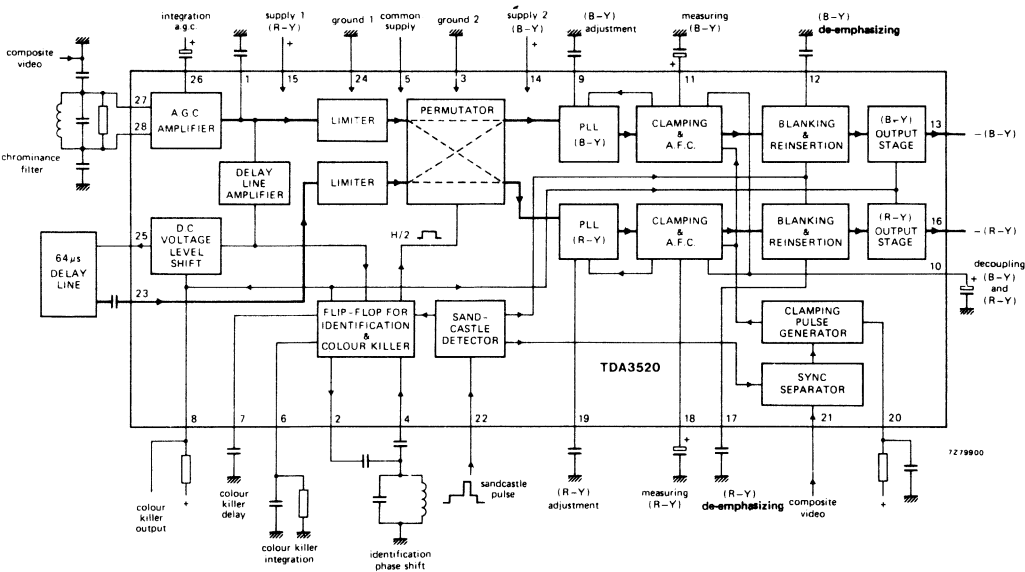 integration
a.g.c.
supply 1
(R-Y)
ground 1
common
supply
ground 2
supply 2
(B-Y)
(B-Y)
adjustment
measuring
(B-Y)
(B-Y)
de-emphasizing
composite
video
+
+
+
+
26
1
15
24
5
3
14
9
11
12
27
28
A G C
AMPLIFIER
LIMITER
PERMUTATOR
PLL
(B-Y)
CLAMPING
&
A.F.C.
BLANKING
&
REINSERTION
(B-Y)
OUTPUT
STAGE
13
-(B-Y)
chrominance
filter
DELAY
LINE
AMPLIFIER
LIMITER
25
D.C
VOLTAGE
LEVEL
SHIFT
H/2
PLL
(R-Y)
CLAMPING
&
A.F.C.
BLANKING
&
REINSERTION
(R-Y)
OUTPUT
STAGE
16
-(R-Y)
64μs
DELAY
LINE
23
10
+
decoupling
(B-Y)
and
(R-Y)
FLIP-FLOP FOR
IDENTIFICATION
&
COLOUR KILLER
SAND-
CASTLE
DETECTOR
CLAMPING
PULSE
GENERATOR
TDA3520
SYNC
SEPARATOR
8
7
6
2
4
22
19
18
17
21
20
+
7Z79900
colour
killer
output
+
colour
killer
delay
colour killer
integration
identification
phase shift
sandcastle
pulse
(R-Y)
adjustment
measuring
(R-Y)
(R-Y)
de-emphasizing
composite
video
+